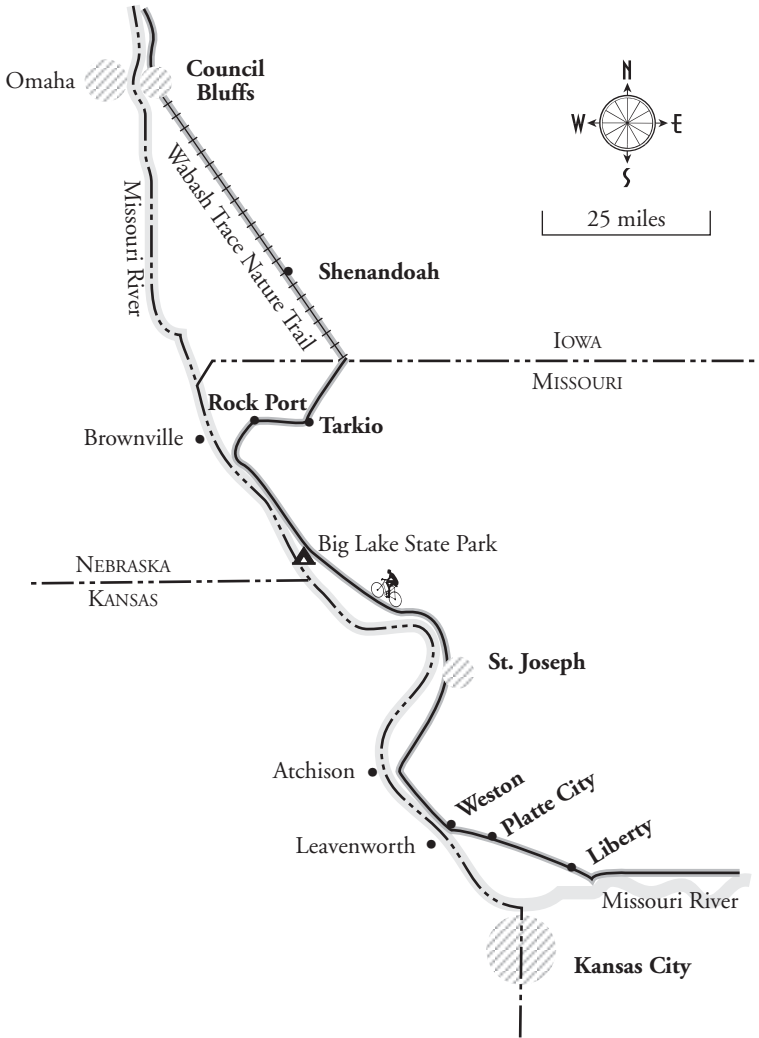 N
W
E
S
Omaha
Council
Bluffs
25 miles
Missouri River
Wabash Trace Nature Trail
Shenandoah
IOWA
MISSOURI
Rock Port
Tarkio
Brownville
Big Lake State Park
NEBRASKA
KANSAS
St. Joseph
Atchison
Weston
Platte City
Liberty
Leavenworth
Missouri River
Kansas City